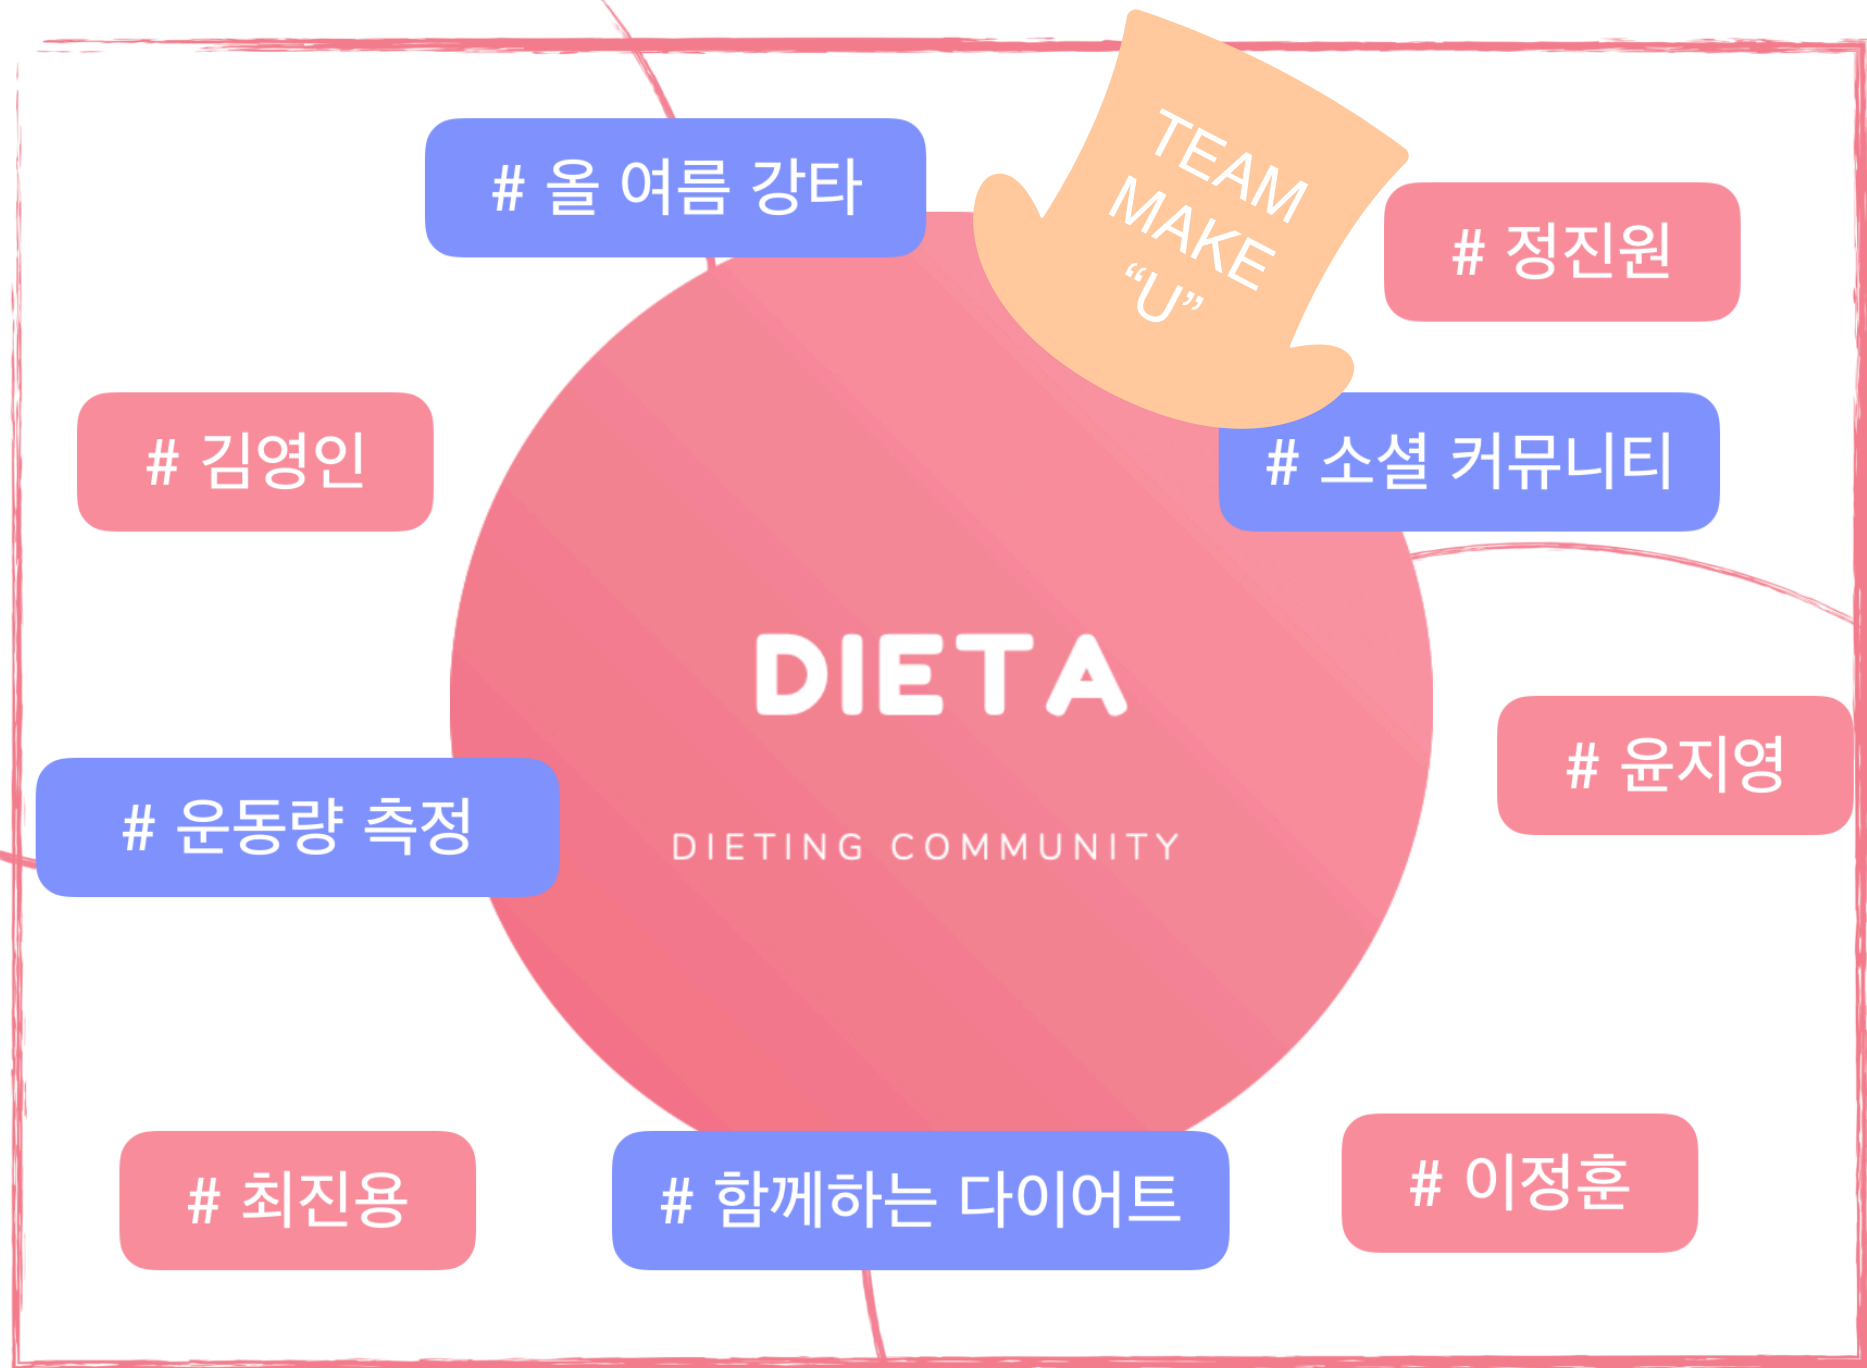 # 올 여름 강타
TEAM
MAKE
“U”
# 정진원
# 김영인
# 소셜 커뮤니티
DIETA
# 윤지영
# 운동량 측정
DIETING COMMUNITY
# 최진용
# 함께하는 다이어트
# 이정훈